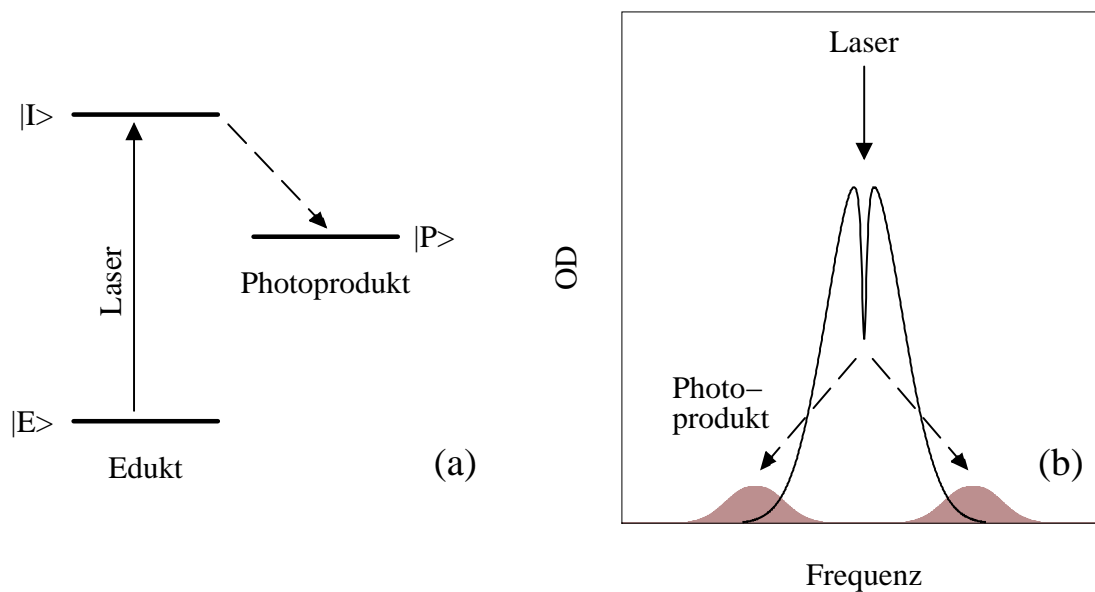 |I>
Laser
|P>
Photoprodukt
|E>
Edukt
(a)
Laser
OD
Photo–
produkt
(b)
Frequenz